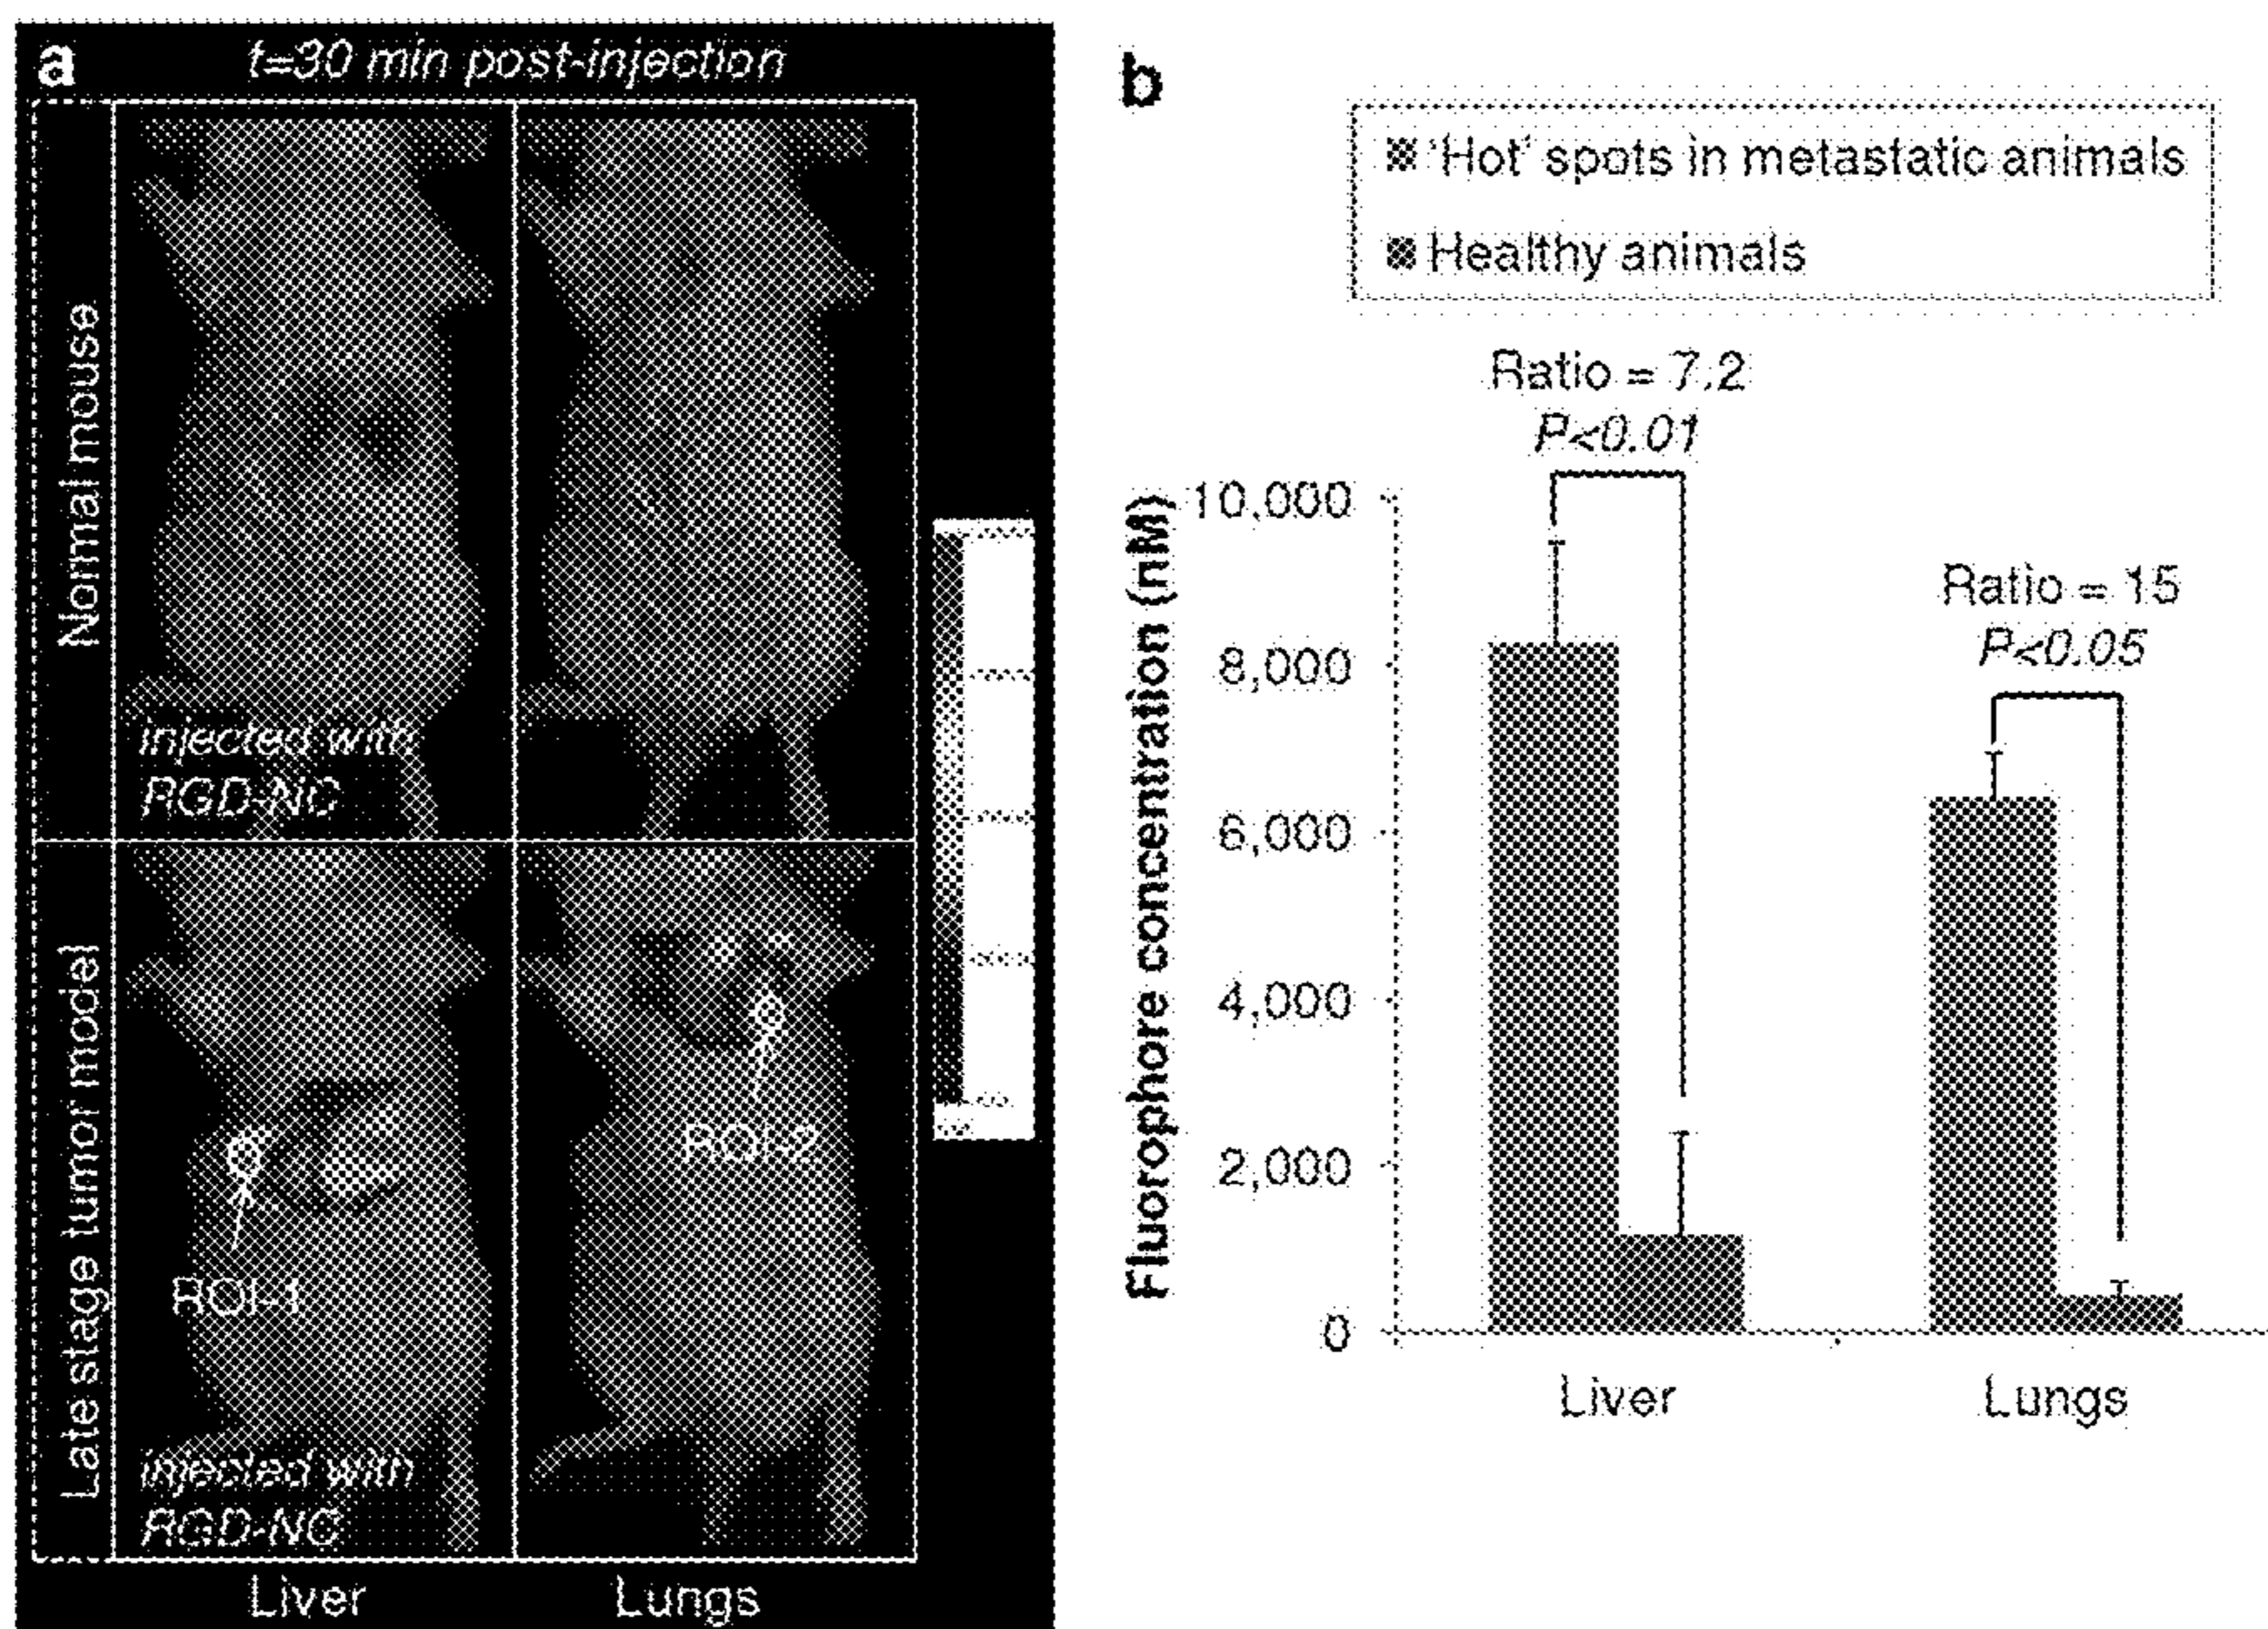 a
t=30 min post-injection
Normal mouse
injected with
RGD-NC
Late stage tumor model
ROI-1
ROI-2
injected with
RGD-NC
Liver
Lungs
b
'Hot' spots in metastatic animals
Healthy animals
Ratio = 7.2
P<0.01
Ratio = 15
P<0.05
Fluorophore concentration (nM)
10,000
8,000
6,000
4,000
2,000
0
Liver
Lungs